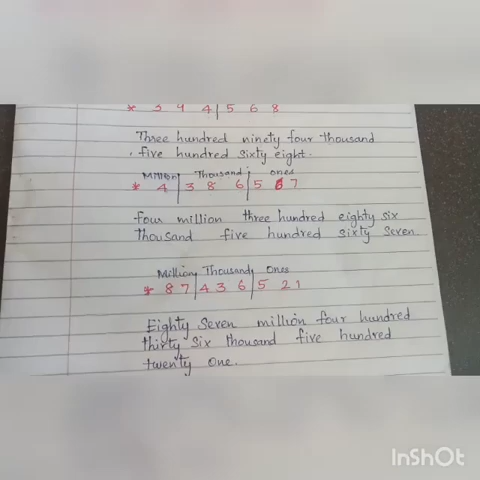 * 3 9 4|5 6 8
Three hundred ninety four thousand
five hundred sixty eight.
Million Thousand ones
* 4|3 8 6|5 6 7
four million three hundred eighty six
thousand five hundred sixty seven
Million Thousand Ones
* 8 7|4 3 6|5 2 1
Eighty Seven million four hundred
thirty six thousand five hundred
twenty one.
InShOt